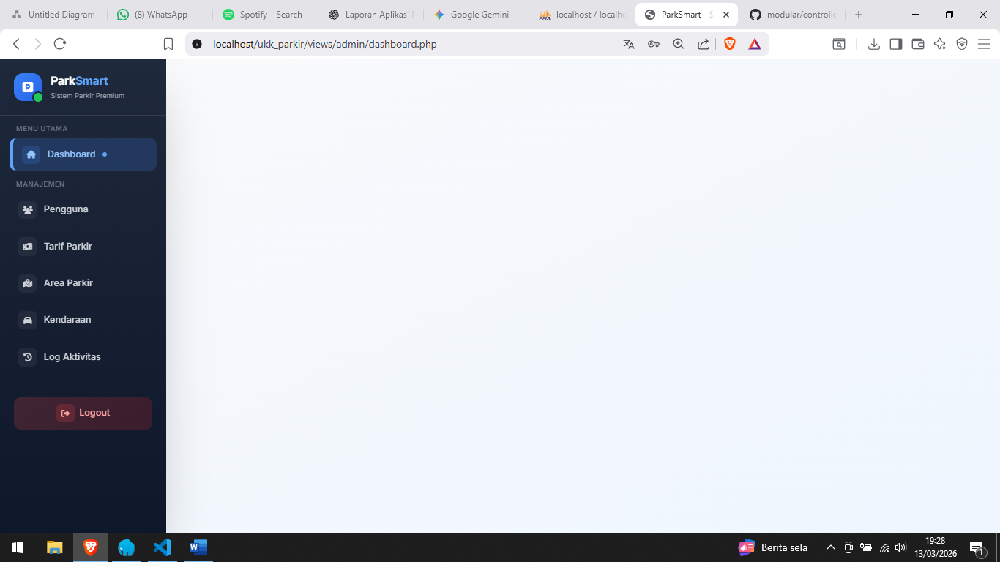 Untitled Diagram
(8) WhatsApp
Spotify – Search
Laporan Aplikasi
Google Gemini
localhost / localho
ParkSmart - S
modular/controlle
localhost/ukk_parkir/views/admin/dashboard.php
ParkSmart
Sistem Parkir Premium
MENU UTAMA
Dashboard
MANAJEMEN
Pengguna
Tarif Parkir
Area Parkir
Kendaraan
Log Aktivitas
Logout
Berita sela
19:28
13/03/2026
1